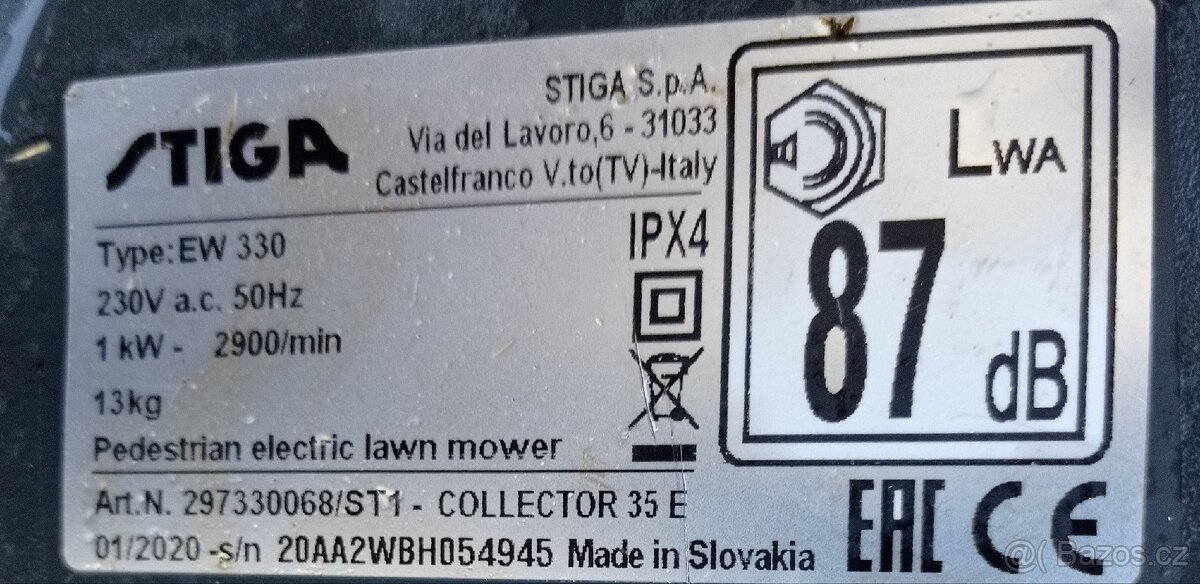 STIGA
STIGA S.p.A.
Via del Lavoro,6 - 31033
Castelfranco V.to(TV)-Italy
Type:EW 330
230V a.c. 50Hz
1 kW - 2900/min
13kg
Pedestrian electric lawn mower
IPX4
LWA
87
dB
Art.N. 297330068/ST1 - COLLECTOR 35 E
01/2020 -s/n 20AA2WBH054945 Made in Slovakia
EAC CE
@Bazos.cz